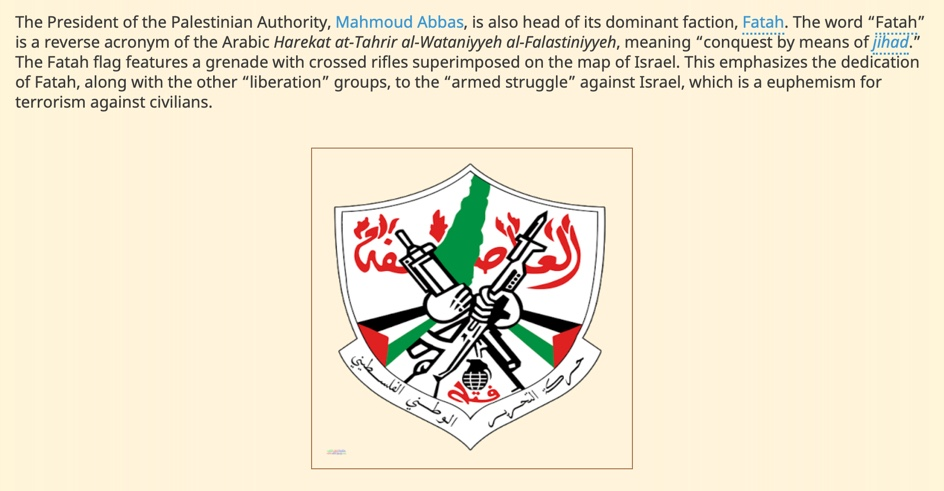 The President of the Palestinian Authority, Mahmoud Abbas, is also head of its dominant faction, Fatah. The word “Fatah”
is a reverse acronym of the Arabic Harekat at-Tahrir al-Wataniyyeh al-Falastiniyyeh, meaning “conquest by means of jihad.”
The Fatah flag features a grenade with crossed rifles superimposed on the map of Israel. This emphasizes the dedication
of Fatah, along with the other “liberation” groups, to the “armed struggle” against Israel, which is a euphemism for
terrorism against civilians.
العاصفة
فتح
حركة التحرير الوطني الفلسطيني